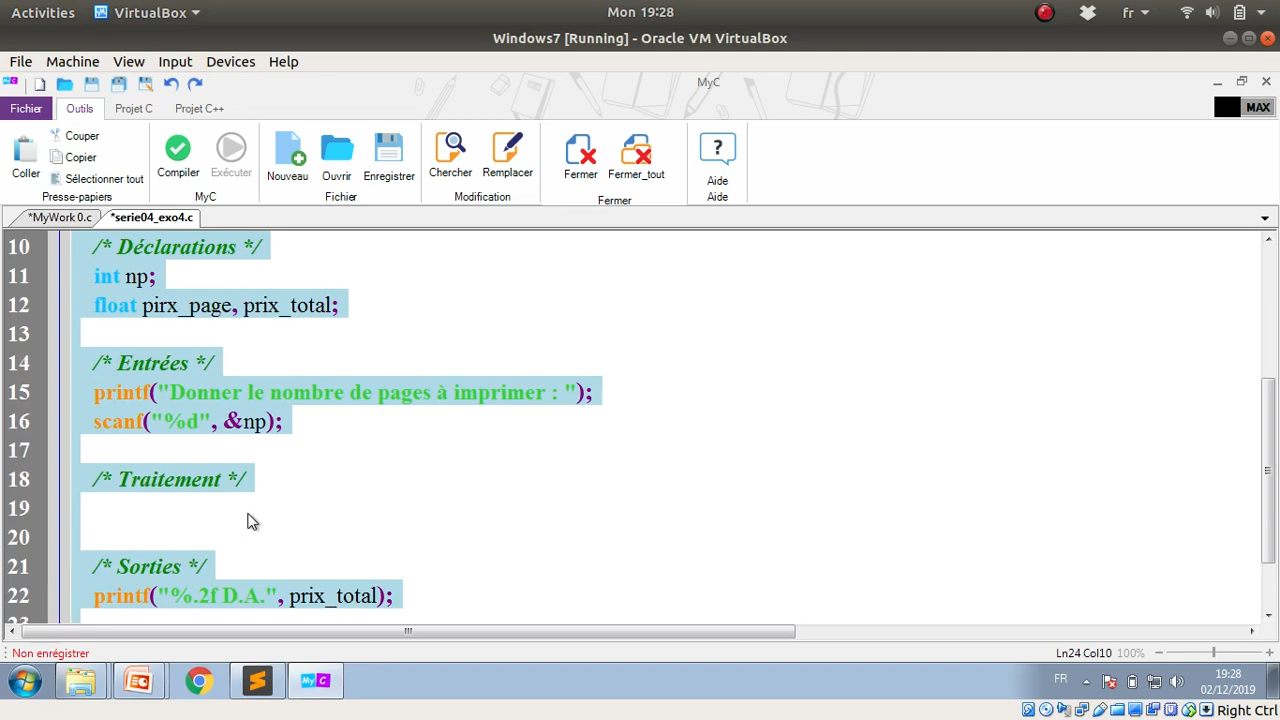 Activities VirtualBox Mon 19:28 fr
Windows7 [Running] - Oracle VM VirtualBox
File Machine View Input Devices Help
MyC
Fichier Outils Projet C Projet C++ MAX
Coller Couper Copier Sélectionner tout
Compiler Exécuter
Nouveau Ouvrir Enregistrer
Chercher Remplacer
Fermer Fermer_tout
Aide
Presse-papiers MyC Fichier Modification Fermer Aide
*MyWork 0.c *serie04_exo4.c
10 /* Déclarations */
11 int np;
12 float pirx_page, prix_total;
13
14 /* Entrées */
15 printf("Donner le nombre de pages à imprimer : ");
16 scanf("%d", &np);
17
18 /* Traitement */
19
20
21 /* Sorties */
22 printf("%.2f D.A.", prix_total);
23
Non enrégistrer Ln24 Col10 100%
MyC FR 19:28
02/12/2019
Right Ctrl